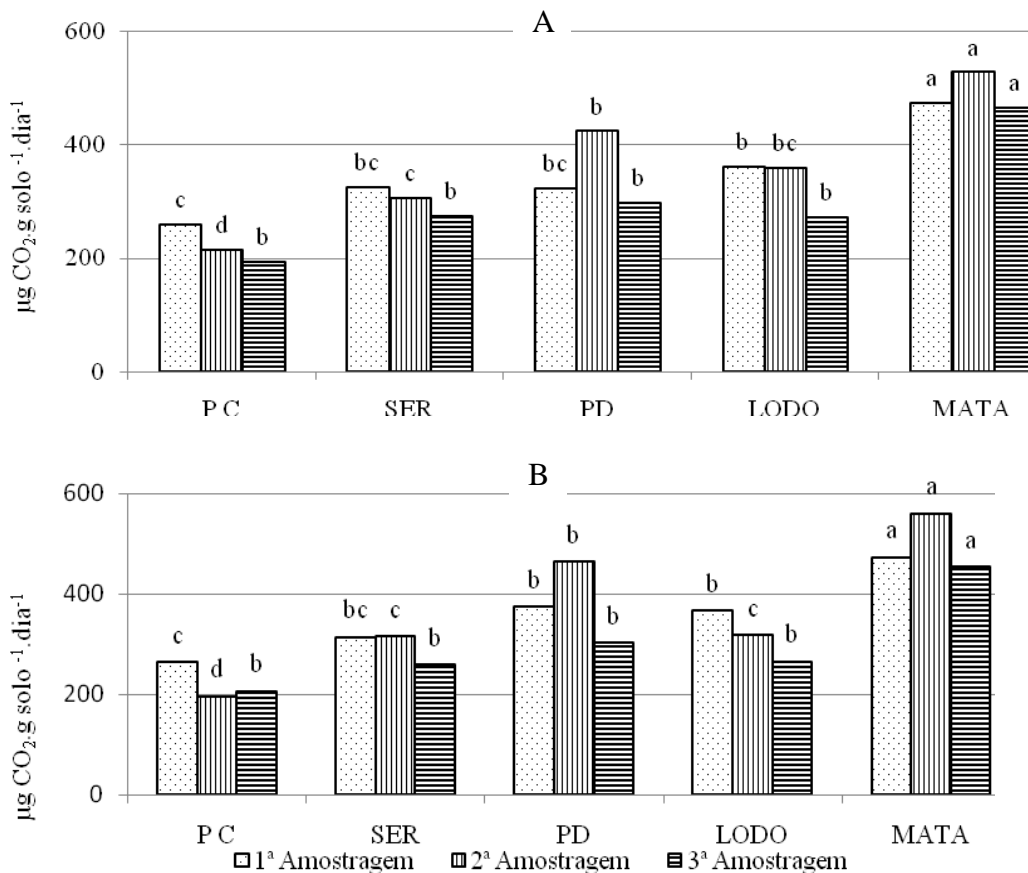 A
µg CO₂.g solo⁻¹.dia⁻¹
600
400
200
0
c d b
bc c b
bc b b
b bc b
a a a
P C SER PD LODO MATA
B
µg CO₂.g solo⁻¹.dia⁻¹
600
400
200
0
c d b
bc c b
b b b
b c b
a a a
P C SER PD LODO MATA
1ª Amostragem 2ª Amostragem 3ª Amostragem